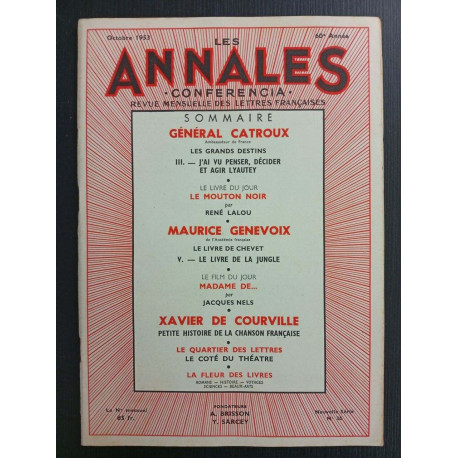 Octobre 1953
60e Année
LES
ANNALES
·CONFERENCIA·
REVUE MENSUELLE DES LETTRES FRANÇAISES
SOMMAIRE
GÉNÉRAL CATROUX
Ambassadeur de France
LES GRANDS DESTINS
III. — J'AI VU PENSER, DÉCIDER
ET AGIR LYAUTEY
LE LIVRE DU JOUR
LE MOUTON NOIR
par
RENÉ LALOU
MAURICE GENEVOIX
de l'Académie française
LE LIVRE DE CHEVET
V. — LE LIVRE DE LA JUNGLE
LE FILM DU JOUR
MADAME DE...
par
JACQUES NELS
XAVIER DE COURVILLE
PETITE HISTOIRE DE LA CHANSON FRANÇAISE
LE QUARTIER DES LETTRES
LE COTÉ DU THÉATRE
LA FLEUR DES LIVRES
ROMANS — HISTOIRE — VOYAGES
SCIENCES — BEAUX-ARTS
FONDATEURS
A. BRISSON
Y. SARCEY
Le N° mensuel
65 fr.
Nouvelle Série
N° 36